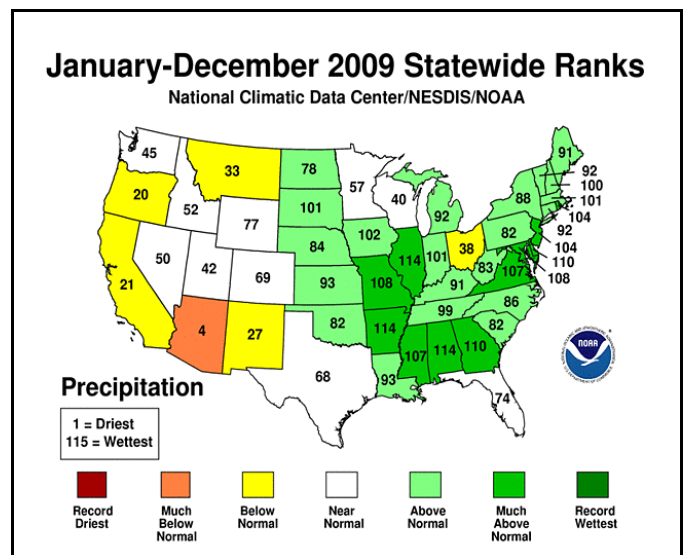 January-December 2009 Statewide Ranks
National Climatic Data Center/NESDIS/NOAA
45
33
78
57
91
20
52
77
101
40
92
92
100
88
101
104
82
92
104
110
108
50
42
69
84
102
114
101
38
83
107
21
93
108
91
86
4
27
82
114
99
82
68
93
107
114
110
74
NOAA
Precipitation
1 = Driest
115 = Wettest
Record
Driest
Much
Below
Normal
Below
Normal
Near
Normal
Above
Normal
Much
Above
Normal
Record
Wettest